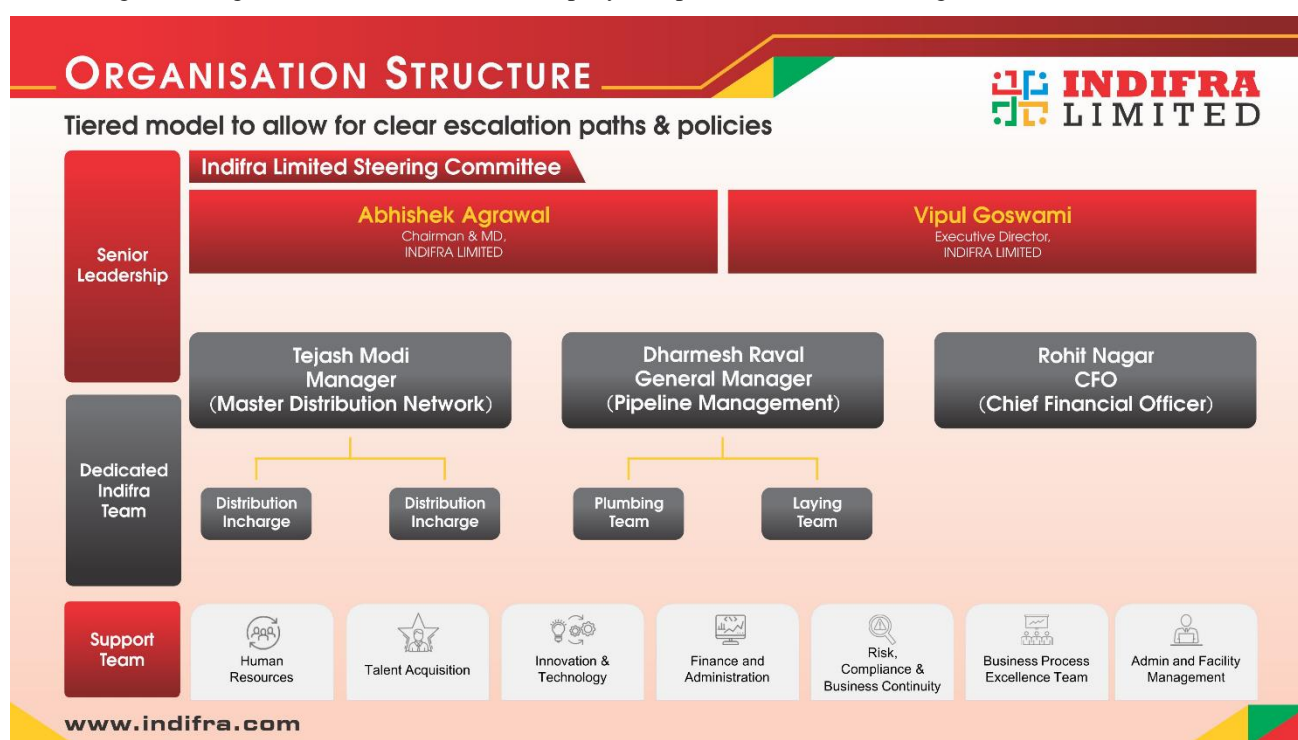 ORGANISATION STRUCTURE
INDIFRA
LIMITED
Tiered model to allow for clear escalation paths & policies
Senior
Leadership
Indifra Limited Steering Committee
Abhishek Agrawal
Chairman & MD,
INDIFRA LIMITED
Vipul Goswami
Executive Director,
INDIFRA LIMITED
Tejash Modi
Manager
(Master Distribution Network)
Dharmesh Raval
General Manager
(Pipeline Management)
Rohit Nagar
CFO
(Chief Financial Officer)
Dedicated
Indifra
Team
Distribution
Incharge
Distribution
Incharge
Plumbing
Team
Laying
Team
Support
Team
Human
Resources
Talent Acquisition
Innovation &
Technology
Finance and
Administration
Risk,
Compliance &
Business Continuity
Business Process
Excellence Team
Admin and Facility
Management
www.indifra.com